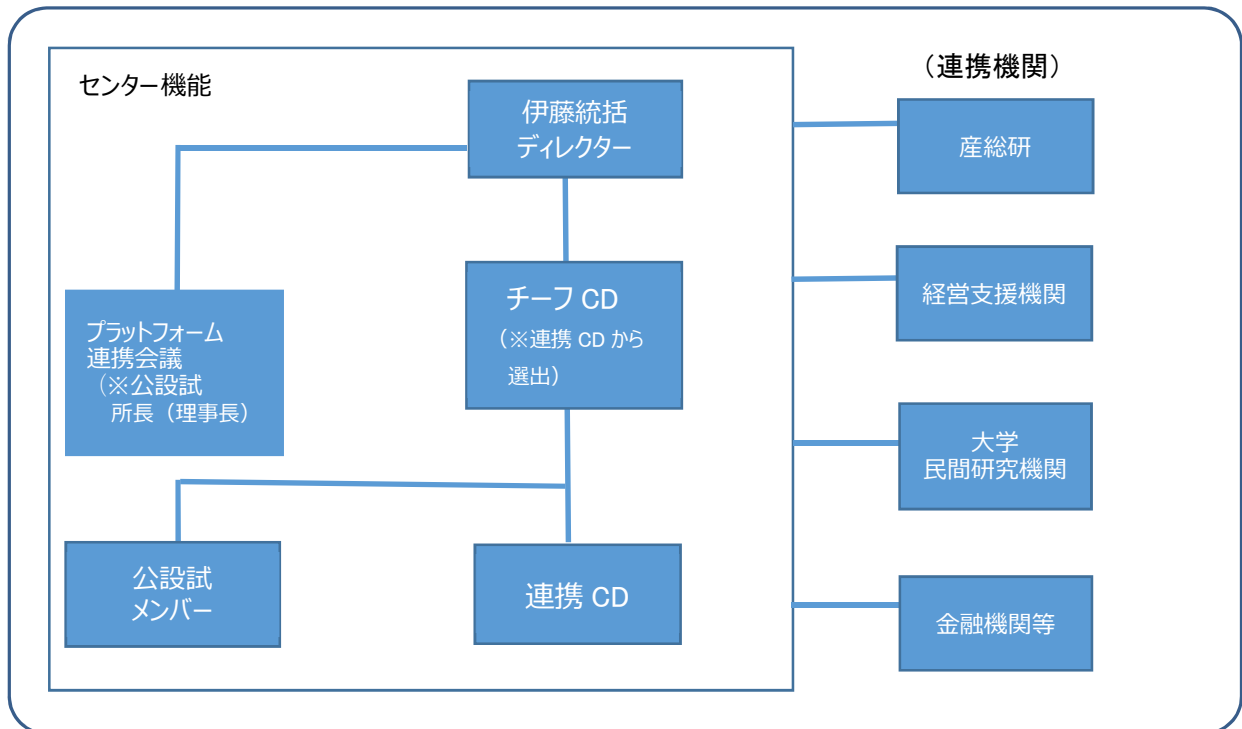 センター機能
伊藤統括
ディレクター
プラットフォーム
連携会議
(※公設試
所長(理事長)
チーフ CD
(※連携 CD から
選出)
公設試
メンバー
連携 CD
(連携機関)
産総研
経営支援機関
大学
民間研究機関
金融機関等